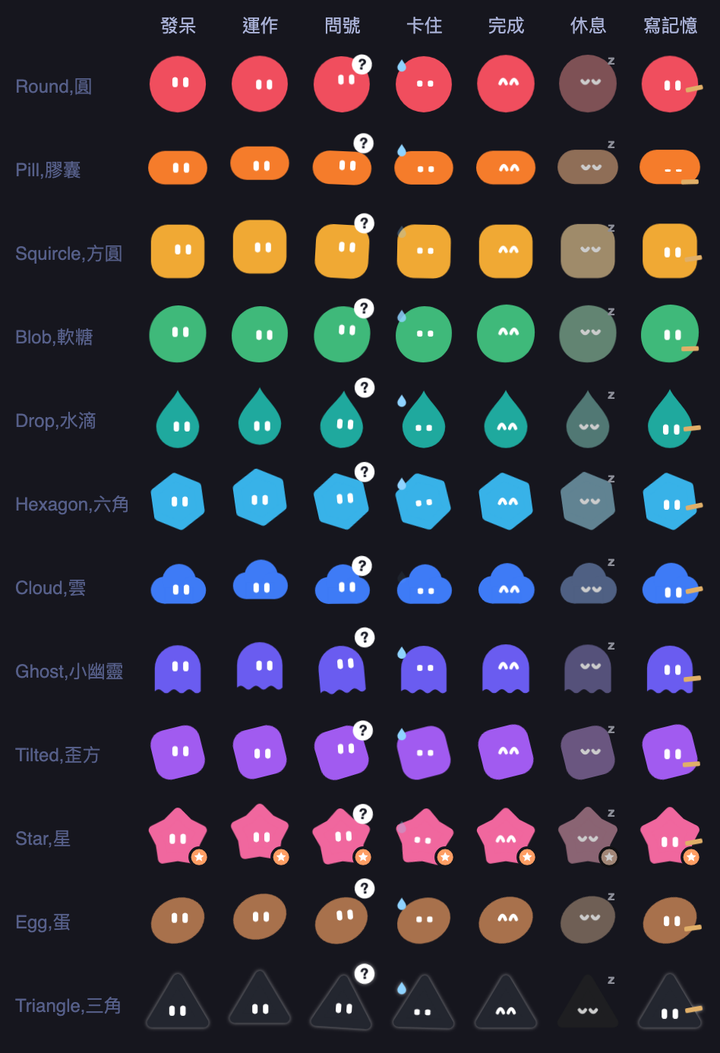 發呆 運作 問號 卡住 完成 休息 寫記憶
Round,圓 ? z
Pill,膠囊 ? z
Squircle,方圓 ? z
Blob,軟糖 ? z
Drop,水滴 ? z
Hexagon,六角 ? z
Cloud,雲 ? z
Ghost,小幽靈 ? z
Tilted,歪方 ? z
Star,星 ? z
Egg,蛋 ? z
Triangle,三角 ? z